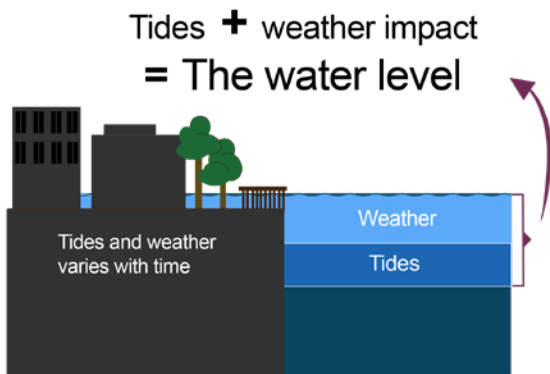 Tides + weather impact
= The water level
Weather
Tides and weather
varies with time
Tides